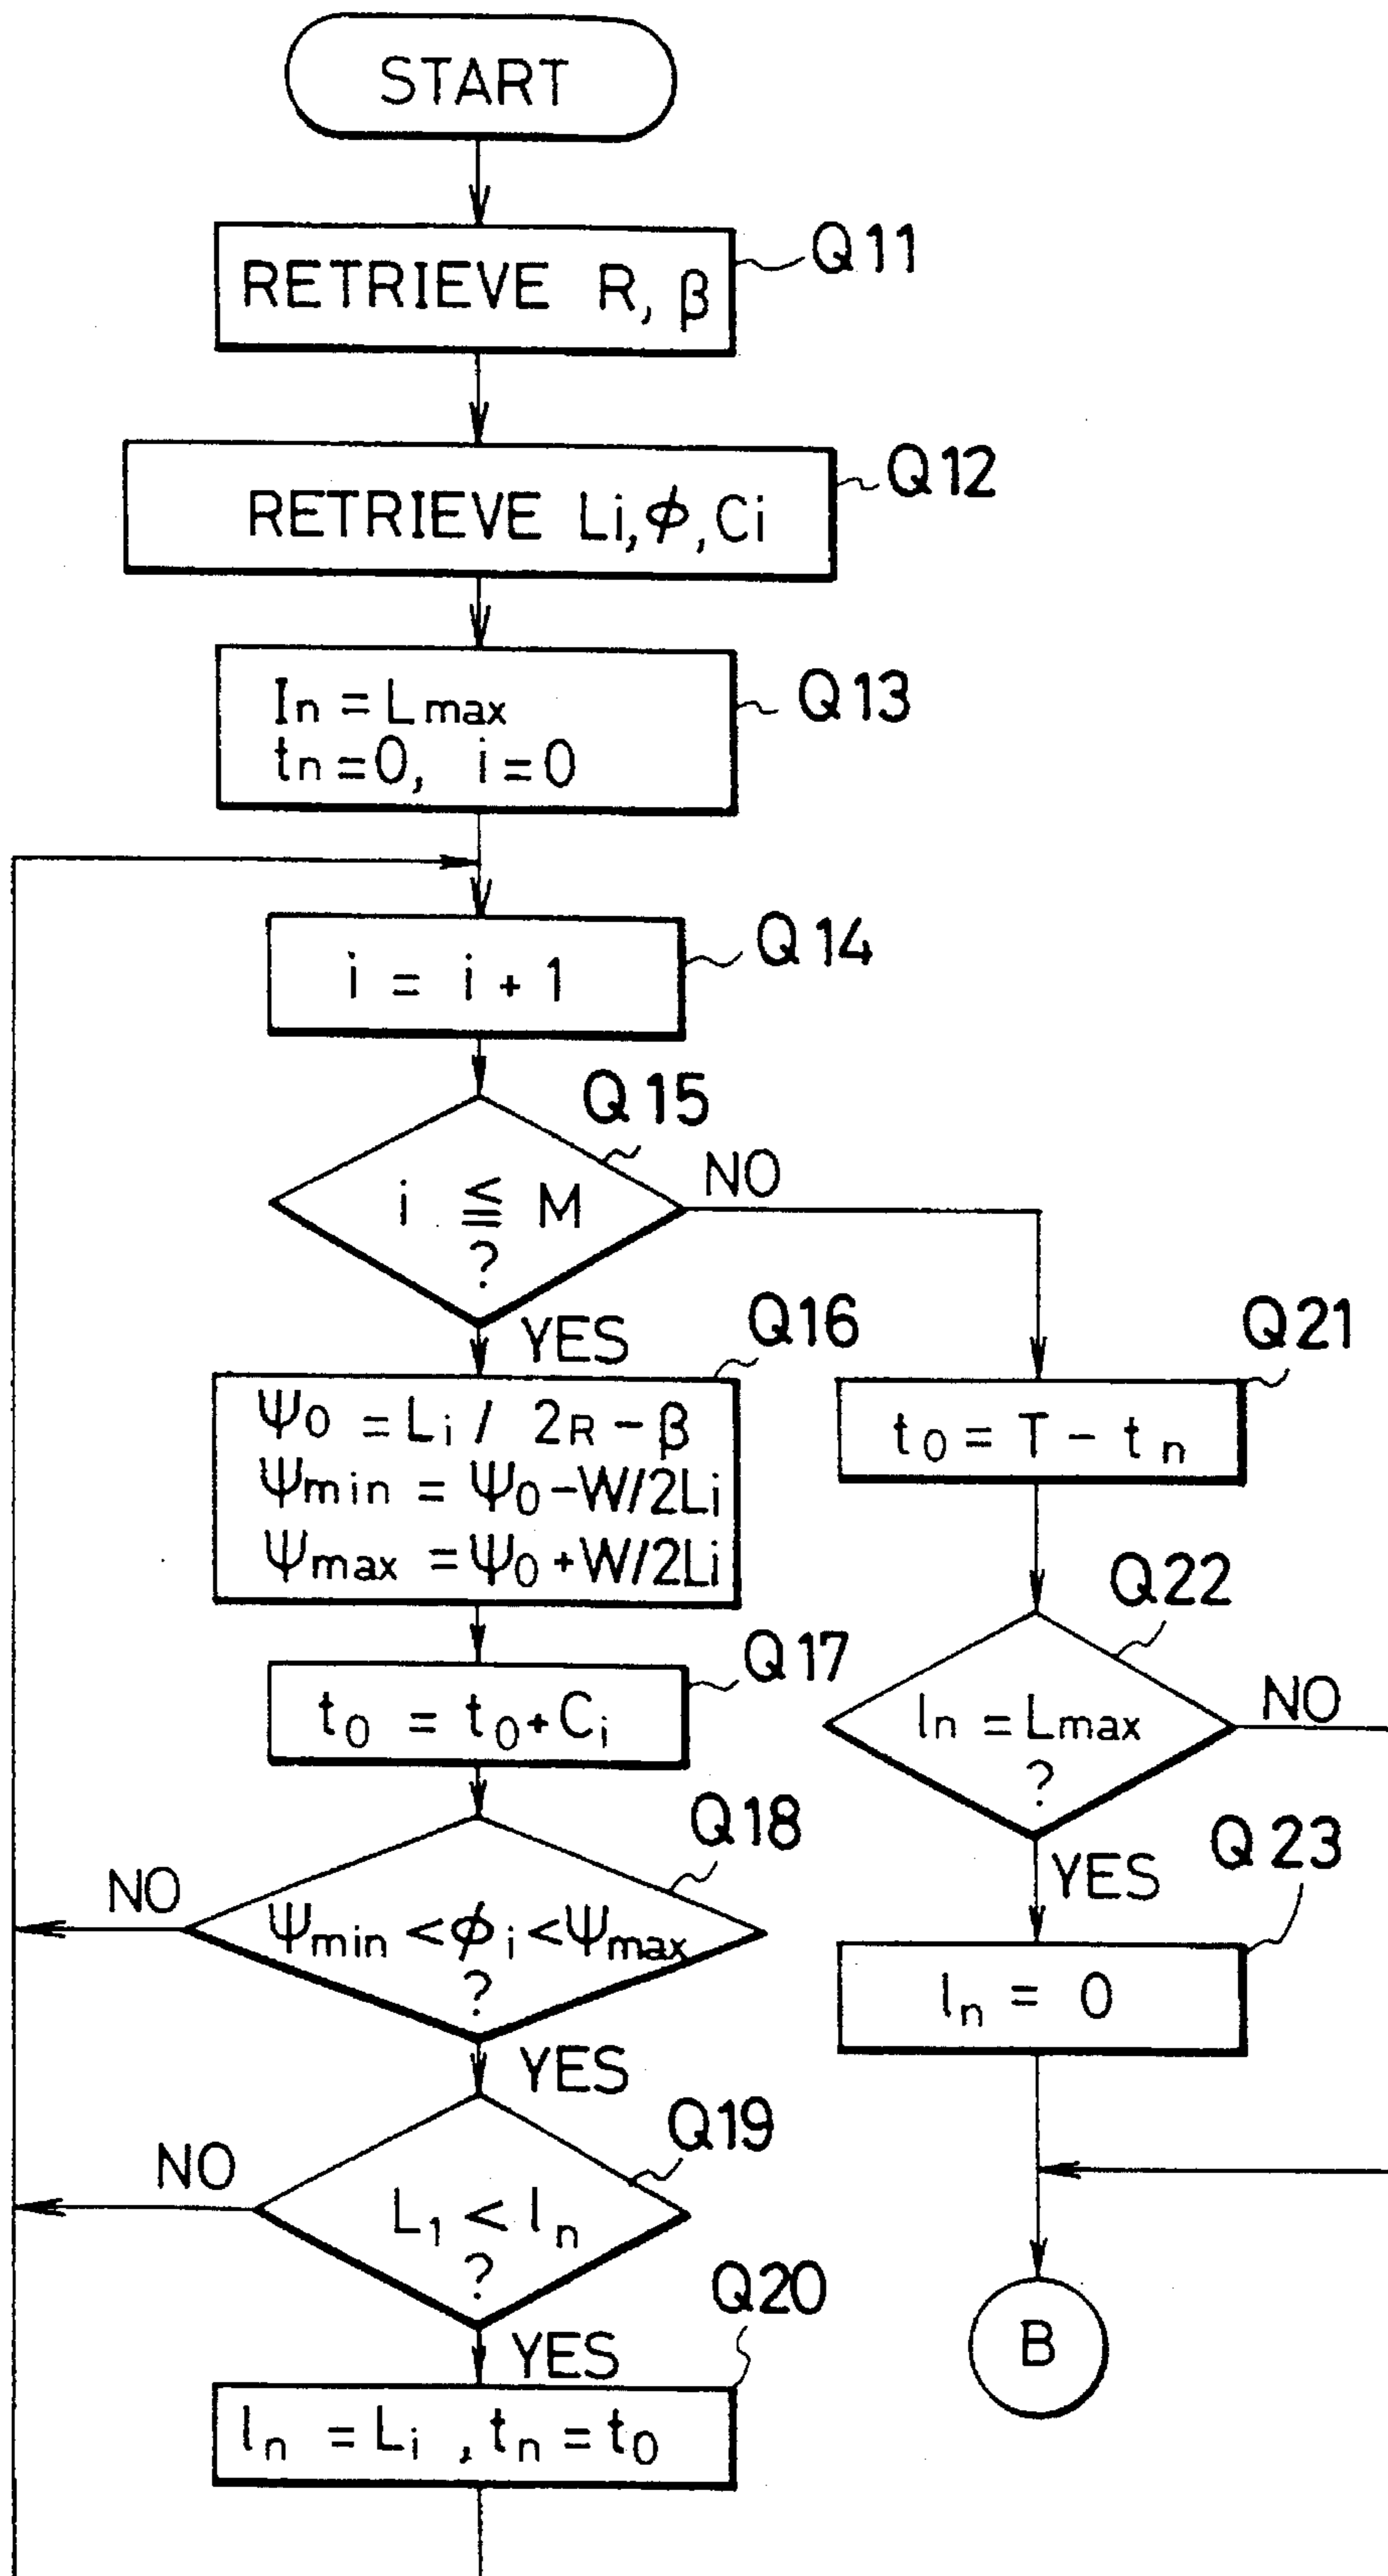 START
RETRIEVE R, β
Q11
RETRIEVE Li, ϕ, Ci
Q12
In = Lmax
tn = 0, i = 0
Q13
i = i + 1
Q14
Q15
i ≦ M
?
NO
YES
Q16
Ψ0 = Li / 2R − β
Ψmin = Ψ0 − W/2Li
Ψmax = Ψ0 + W/2Li
Q17
t0 = t0 + Ci
Q18
Ψmin < ϕi < Ψmax
?
NO
YES
Q19
L1 < ln
?
NO
YES
Q20
ln = Li , tn = t0
Q21
t0 = T − tn
Q22
ln = Lmax
?
NO
YES
Q23
ln = 0
B